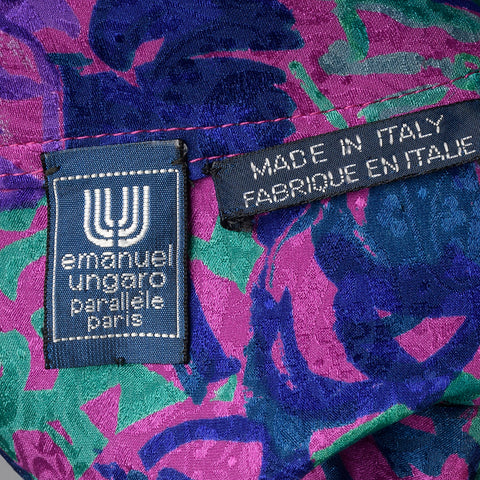 emanuel
ungaro
parallèle
paris
MADE IN ITALY
FABRIQUE EN ITALIE